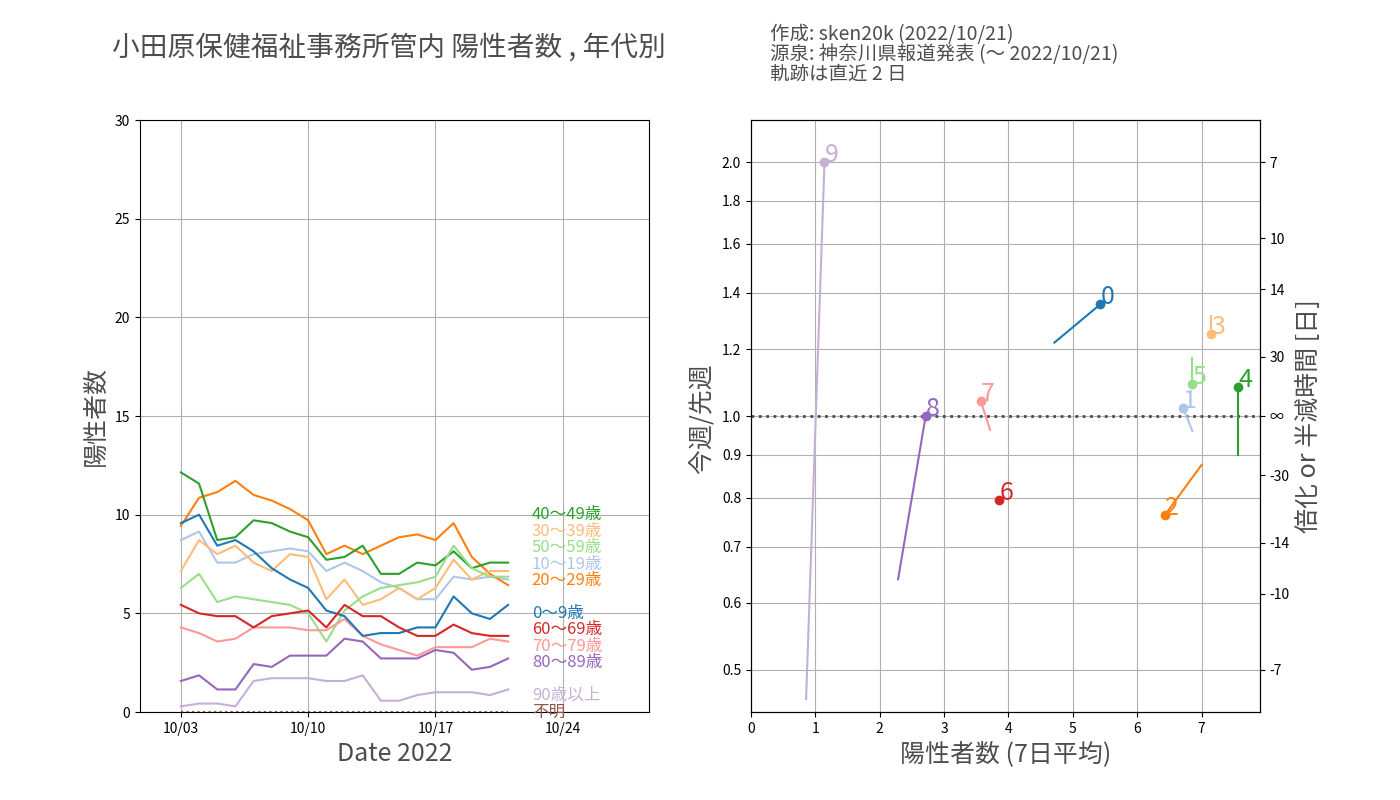 小田原保健福祉事務所管内 陽性者数 , 年代別
作成: sken20k (2022/10/21)
源泉: 神奈川県報道発表 (〜 2022/10/21)
軌跡は直近 2 日
陽性者数
30
25
20
15
10
5
0
10/03
10/10
10/17
10/24
Date 2022
40〜49歳
30〜39歳
50〜59歳
10〜19歳
20〜29歳
0〜9歳
60〜69歳
70〜79歳
80〜89歳
90歳以上
不明
今週/先週
2.0
1.8
1.6
1.4
1.2
1.0
0.9
0.8
0.7
0.6
0.5
9
0
3
5
4
1
7
8
6
2
0
1
2
3
4
5
6
7
陽性者数 (7日平均)
7
10
14
30
∞
-30
-14
-10
-7
倍化 or 半減時間 [日]